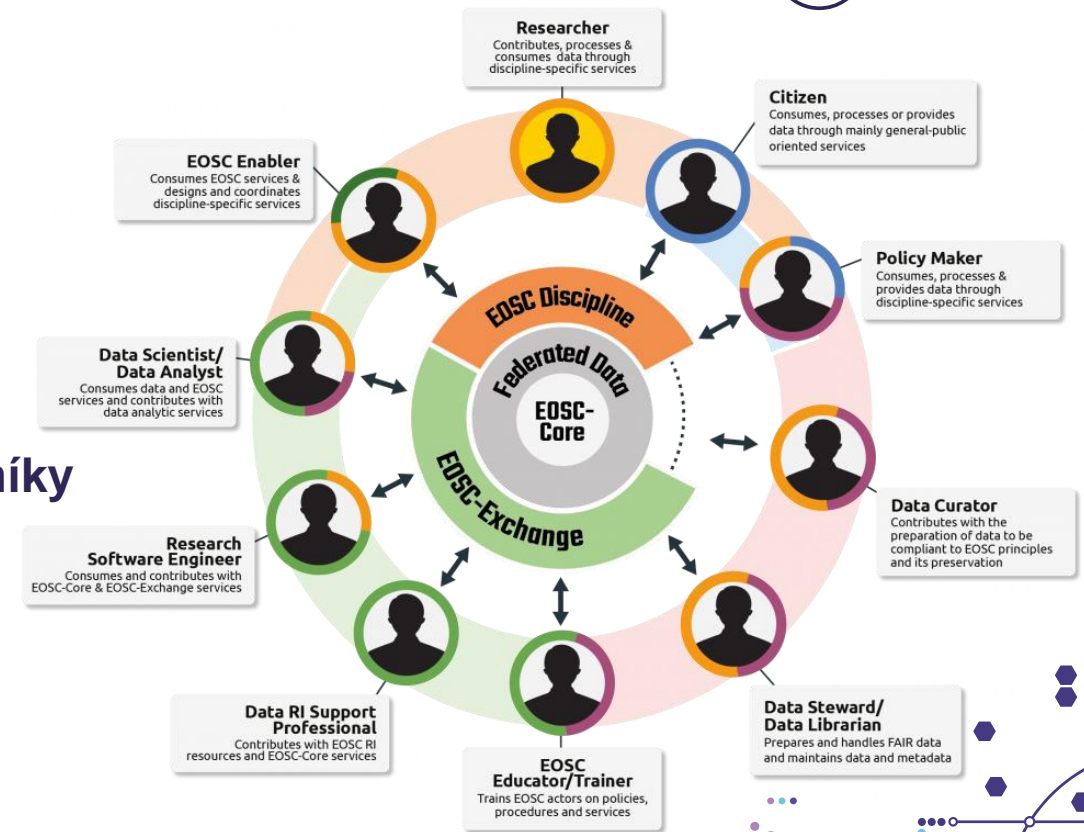 Researcher
Contributes, processes &
consumes data through
discipline-specific services
Citizen
Consumes, processes or provides
data through mainly general-public
oriented services
EOSC Enabler
Consumes EOSC services &
designs and coordinates
discipline-specific services
Policy Maker
Consumes, processes &
provides data through
discipline-specific services
EOSC Discipline
Federated Data
EOSC-
Core
EOSC-Exchange
Data Scientist/
Data Analyst
Consumes data and EOSC
services and contributes with
data analytic services
níky
Data Curator
Contributes with the
preparation of data to be
compliant to EOSC principles
and its preservation
Research
Software Engineer
Consumes and contributes with
EOSC-Core & EOSC-Exchange services
Data RI Support
Professional
Contributes with EOSC RI
resources and EOSC-Core services
EOSC
Educator/Trainer
Trains EOSC actors on policies,
procedures and services
Data Steward/
Data Librarian
Prepares and handles FAIR data
and maintains data and metadata